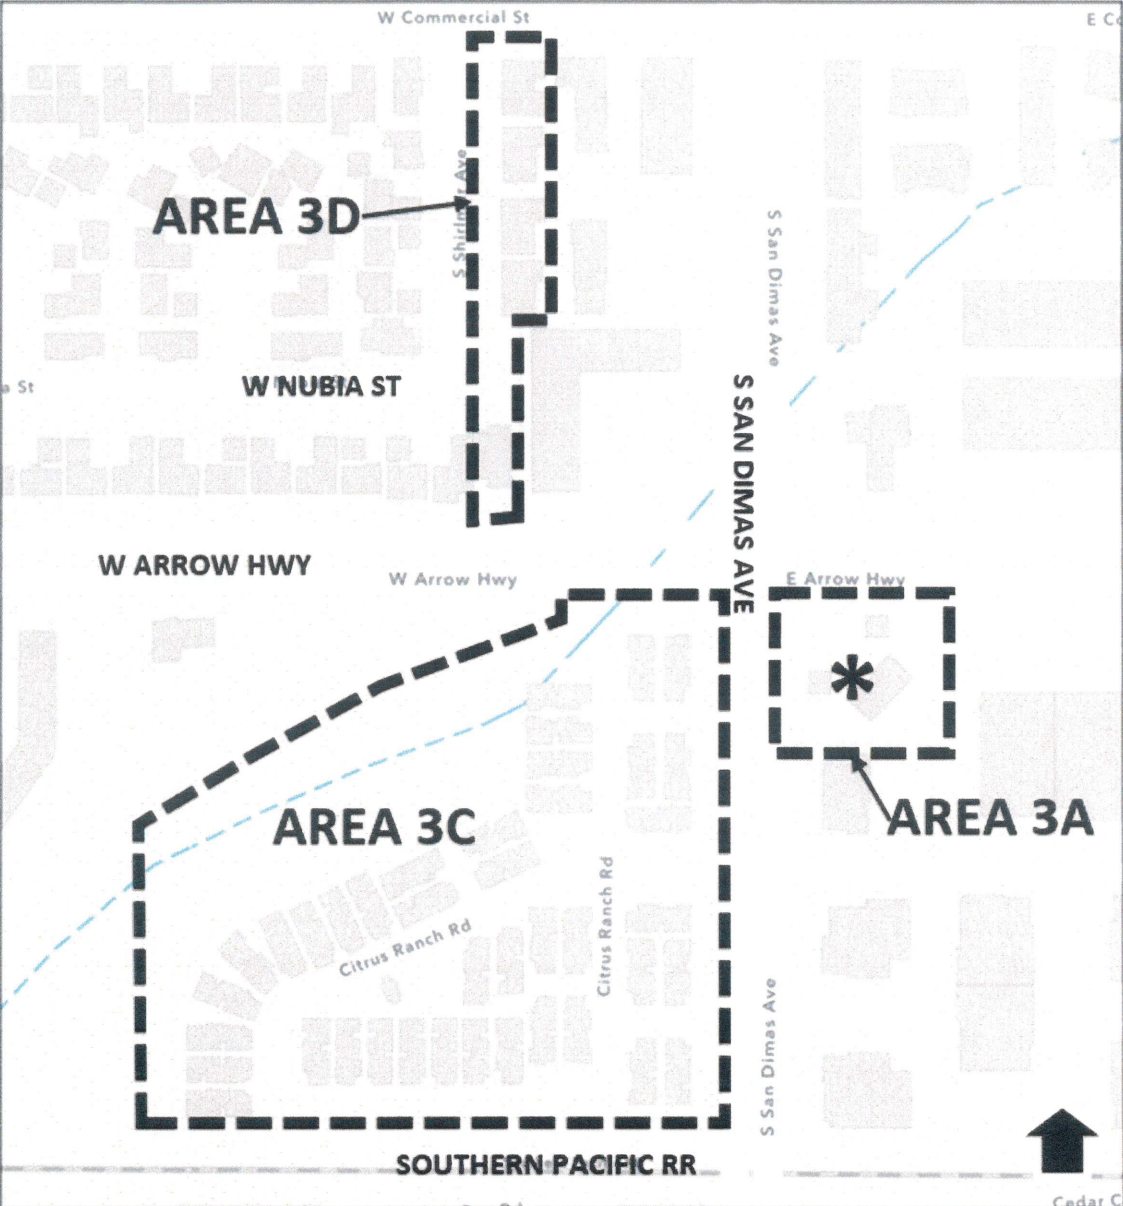 W Commercial St
E Co
S Shirlmar Ave
AREA 3D
S San Dimas Ave
a St
W NUBIA ST
S SAN DIMAS AVE
W ARROW HWY
W Arrow Hwy
E Arrow Hwy
*
AREA 3C
AREA 3A
Citrus Ranch Rd
Citrus Ranch Rd
S San Dimas Ave
SOUTHERN PACIFIC RR
Cedar C